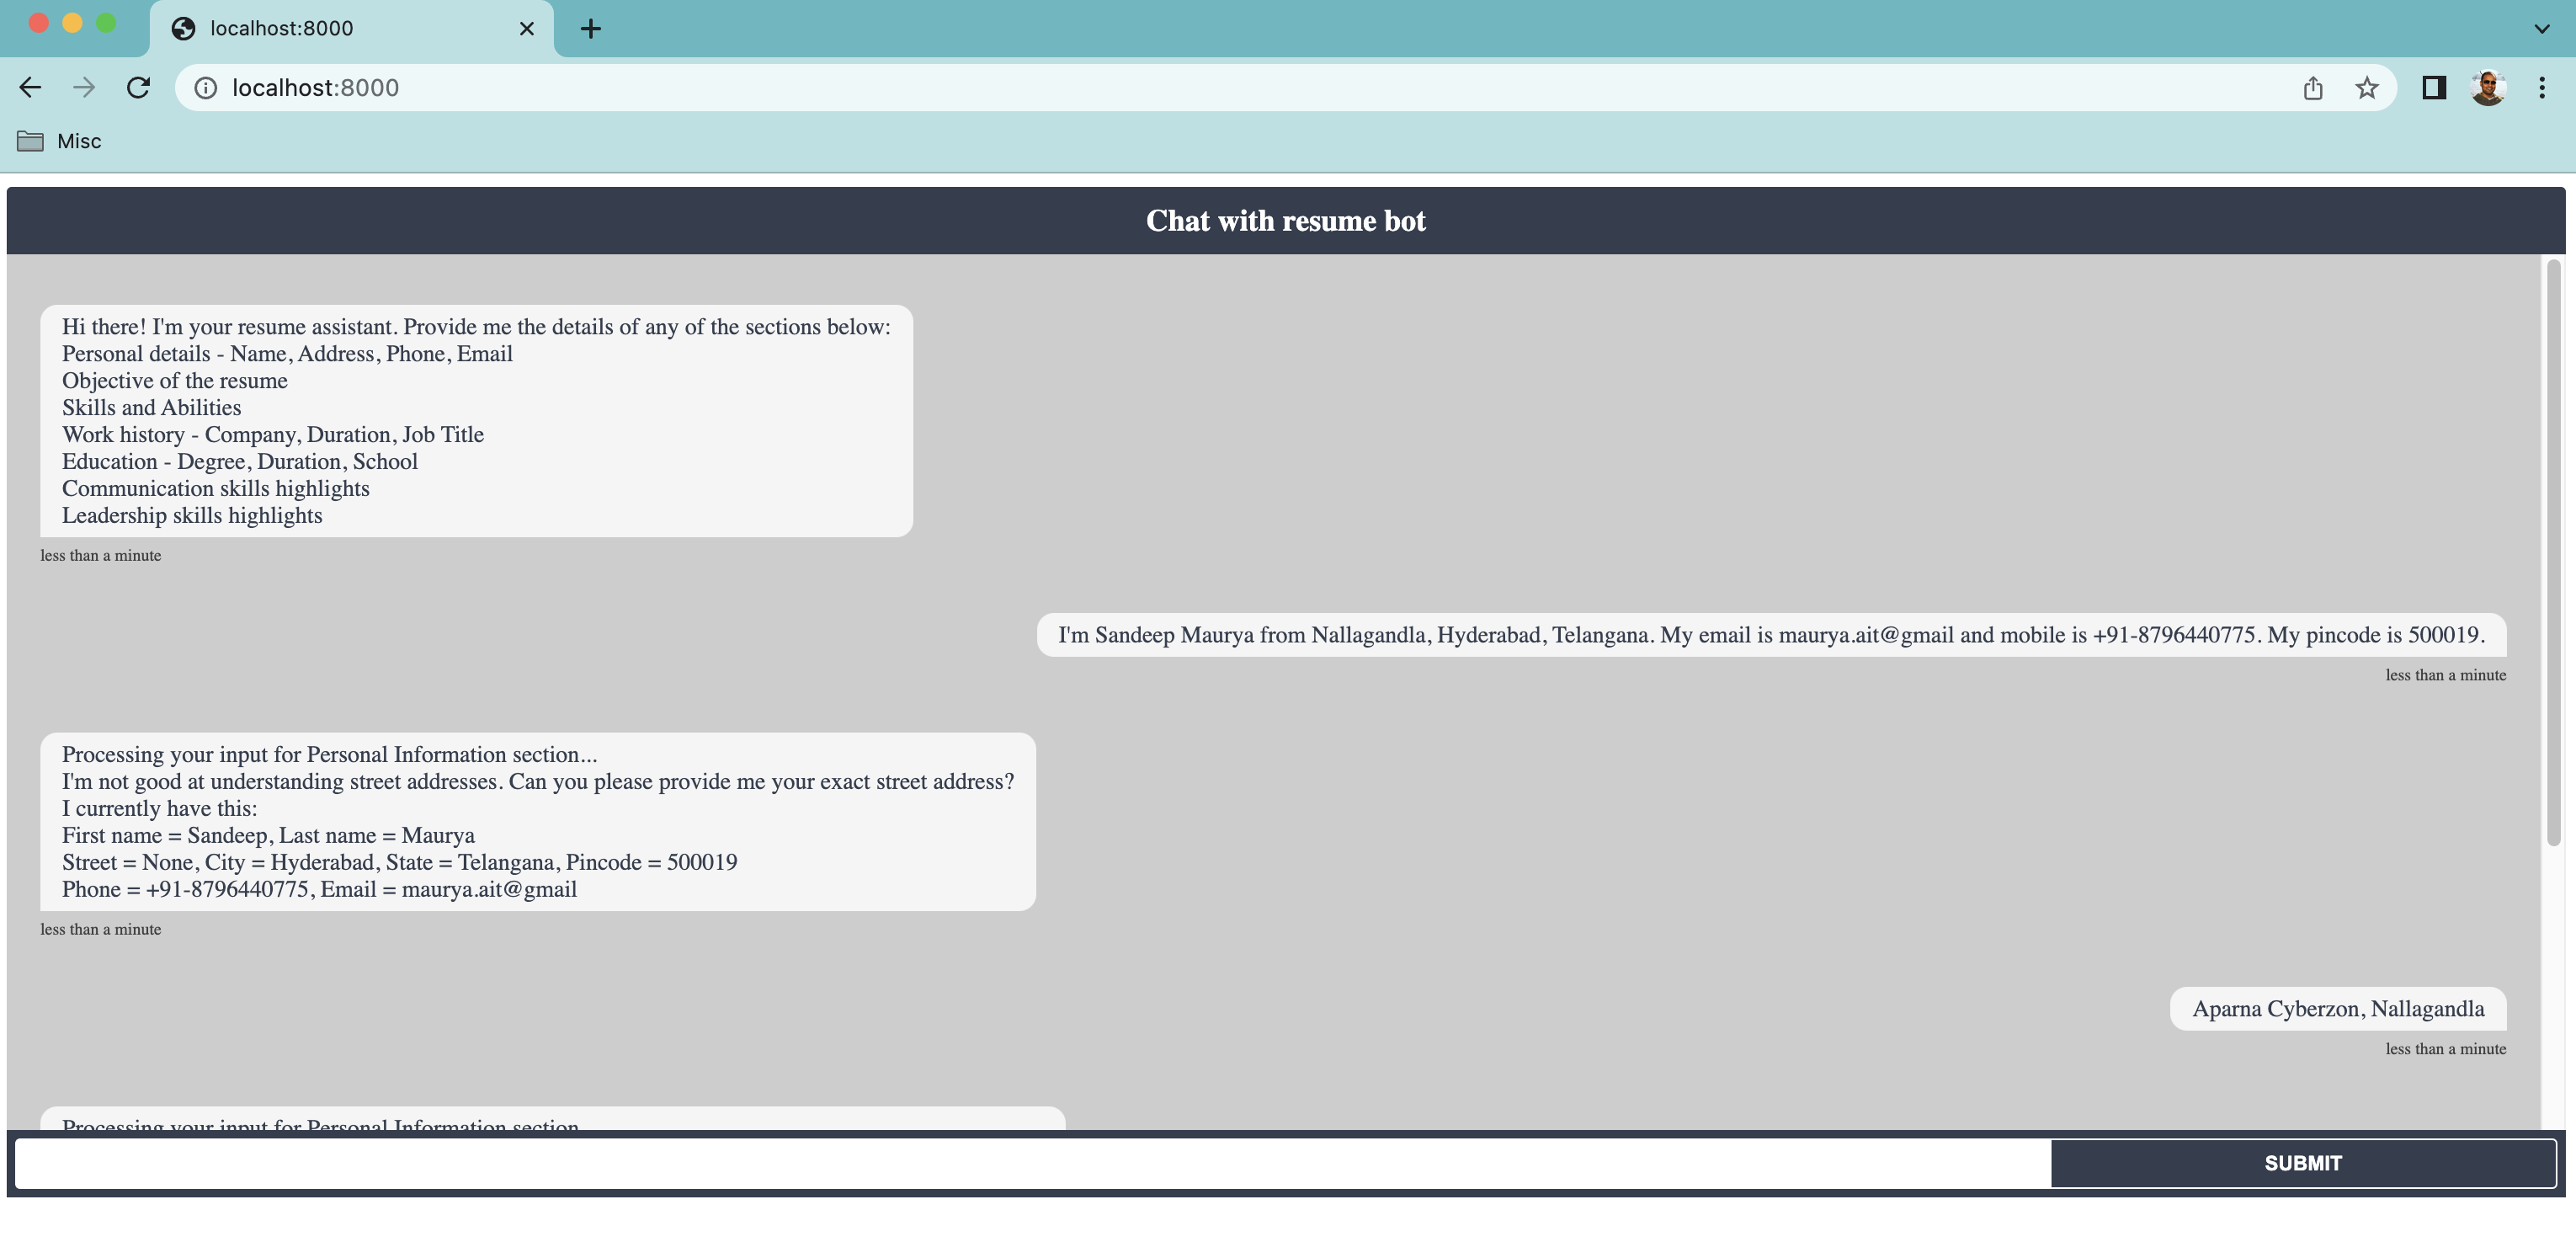 localhost:8000
localhost:8000
Misc
Chat with resume bot
Hi there! I'm your resume assistant. Provide me the details of any of the sections below:
Personal details - Name, Address, Phone, Email
Objective of the resume
Skills and Abilities
Work history - Company, Duration, Job Title
Education - Degree, Duration, School
Communication skills highlights
Leadership skills highlights
less than a minute
I'm Sandeep Maurya from Nallagandla, Hyderabad, Telangana. My email is maurya.ait@gmail and mobile is +91-8796440775. My pincode is 500019.
less than a minute
Processing your input for Personal Information section...
I'm not good at understanding street addresses. Can you please provide me your exact street address?
I currently have this:
First name = Sandeep, Last name = Maurya
Street = None, City = Hyderabad, State = Telangana, Pincode = 500019
Phone = +91-8796440775, Email = maurya.ait@gmail
less than a minute
Aparna Cyberzon, Nallagandla
less than a minute
Processing your input for Personal Information section
SUBMIT